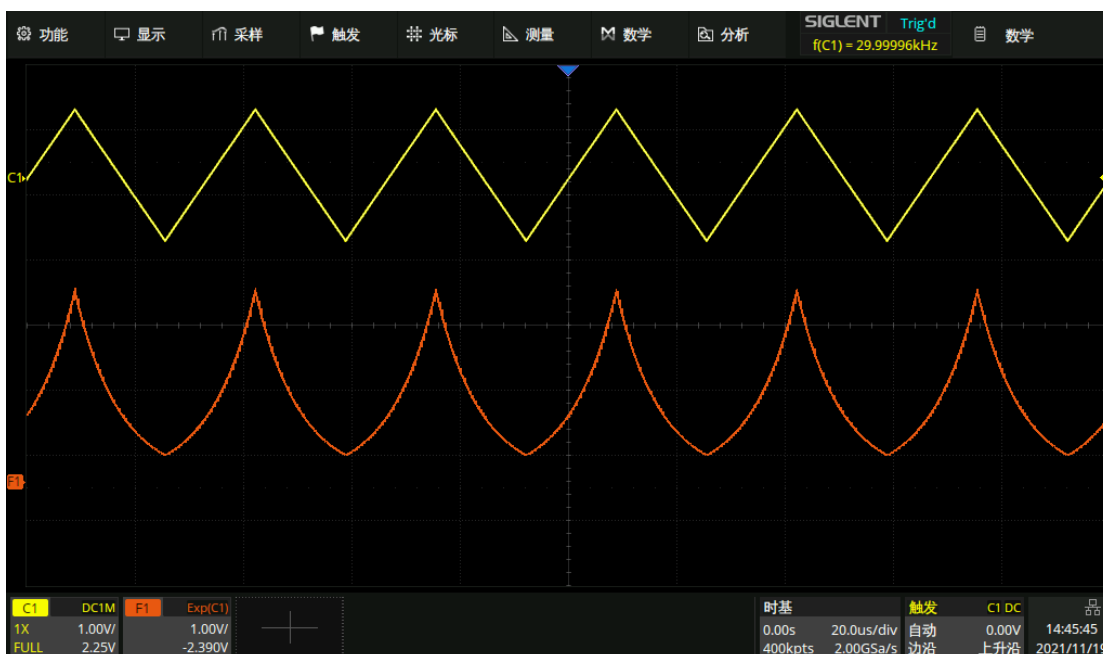 功能 显示 采样 触发 光标 测量 数学 分析 SIGLENT Trig'd 数学
f(C1) = 29.99996kHz
C1
F1
C1 DC1M F1 Exp(C1) 时基 触发 C1 DC
1X 1.00V/ 1.00V/ 0.00s 20.0us/div 自动 0.00V 14:45:45
FULL 2.25V -2.390V 400kpts 2.00GSa/s 边沿 上升沿 2021/11/19